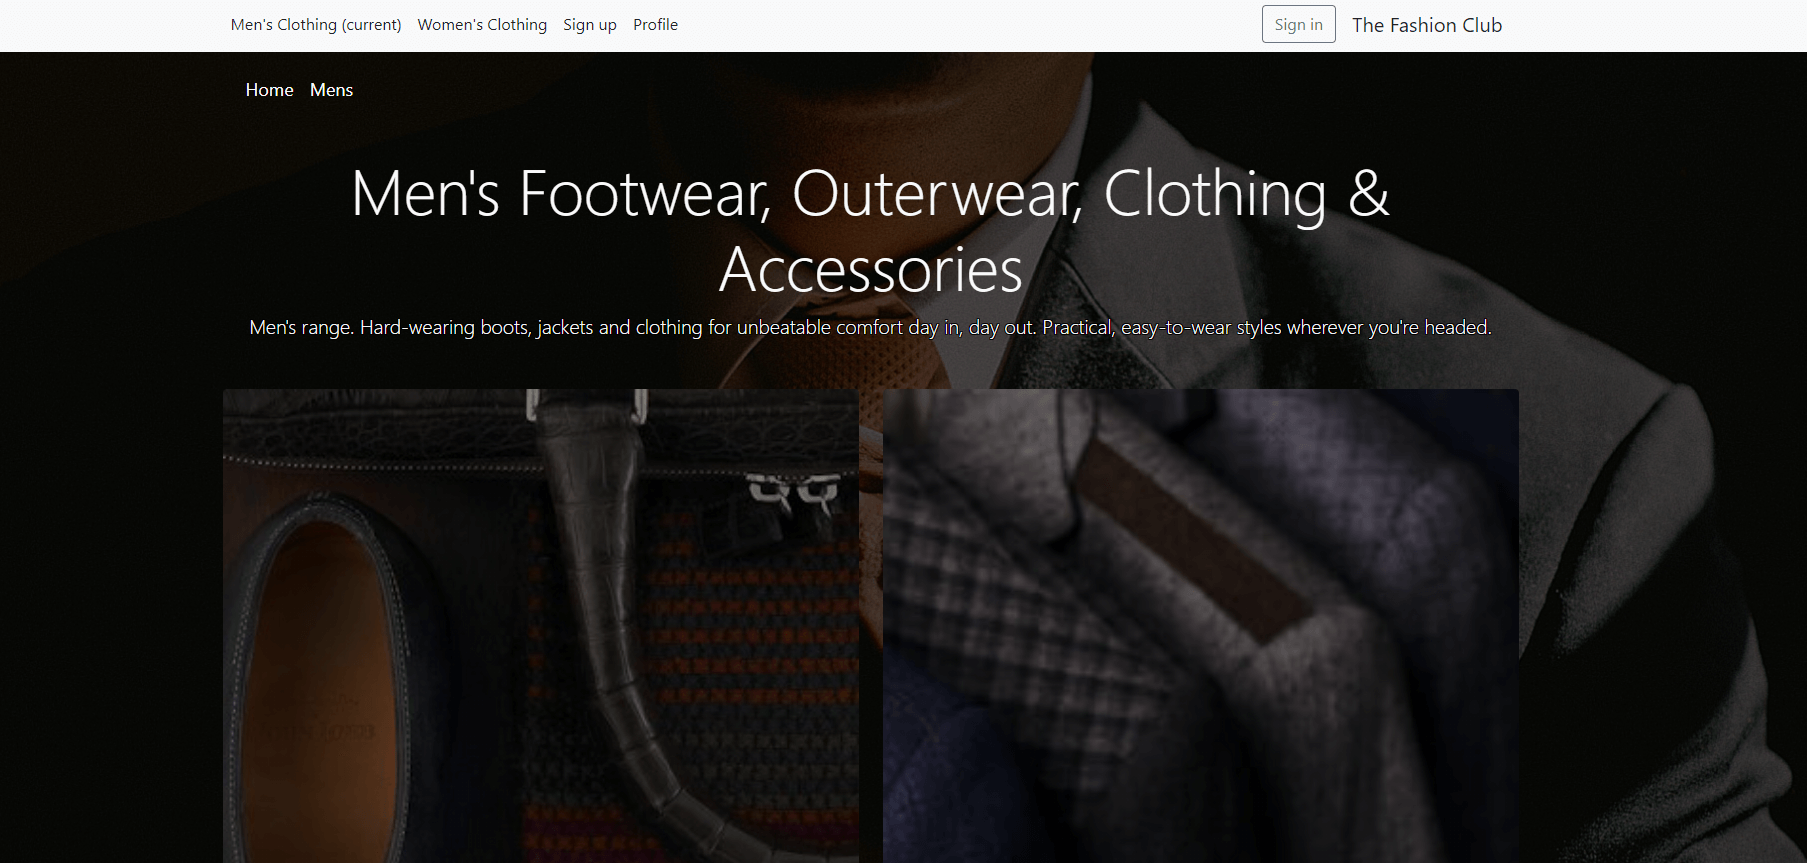 Men's Clothing (current) Women's Clothing Sign up Profile Sign in The Fashion Club
Home Mens
Men's Footwear, Outerwear, Clothing &
Accessories
Men's range. Hard-wearing boots, jackets and clothing for unbeatable comfort day in, day out. Practical, easy-to-wear styles wherever you're headed.